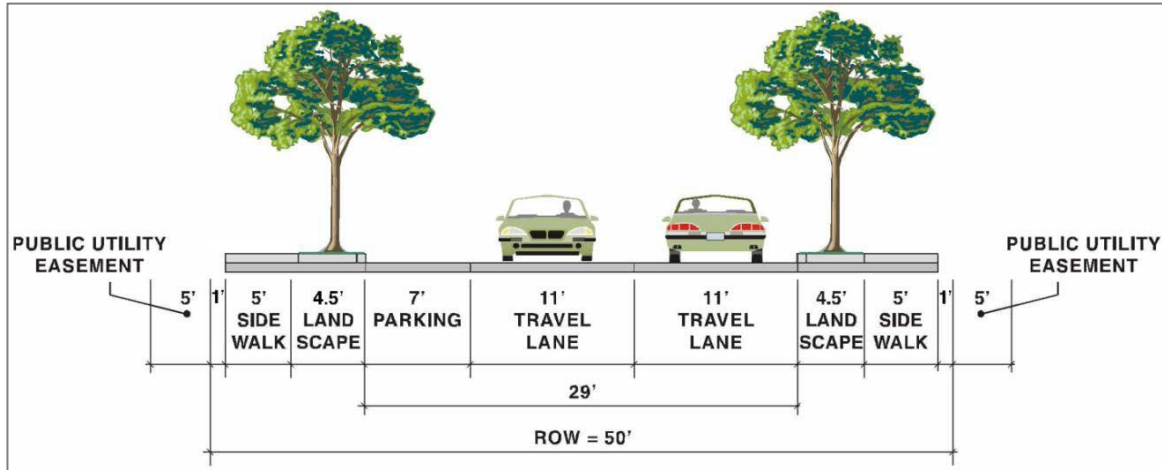 PUBLIC UTILITY
EASEMENT
PUBLIC UTILITY
EASEMENT
5' 1' 5' 4.5' 7' 11' 11' 4.5' 5' 1' 5'
SIDE LAND PARKING TRAVEL TRAVEL LAND SIDE
WALK SCAPE LANE LANE SCAPE WALK
29'
ROW = 50'